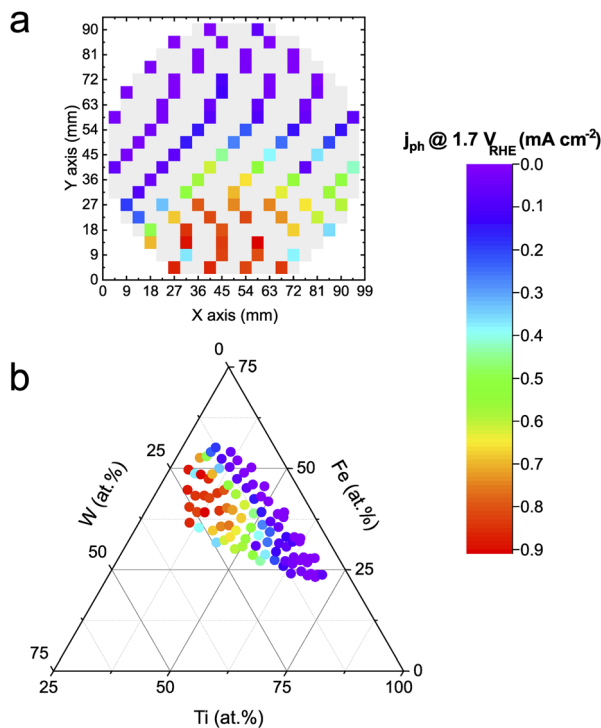 a
Y axis (mm)
90
81
72
63
54
45
36
27
18
9
0
0 9 18 27 36 45 54 63 72 81 90 99
X axis (mm)
j_ph @ 1.7 V_RHE (mA cm⁻²)
0.0
0.1
0.2
0.3
0.4
0.5
0.6
0.7
0.8
0.9
b
0
75
25
50
W (at.%)
Fe (at.%)
50
25
75
0
25 50 75 100
Ti (at.%)